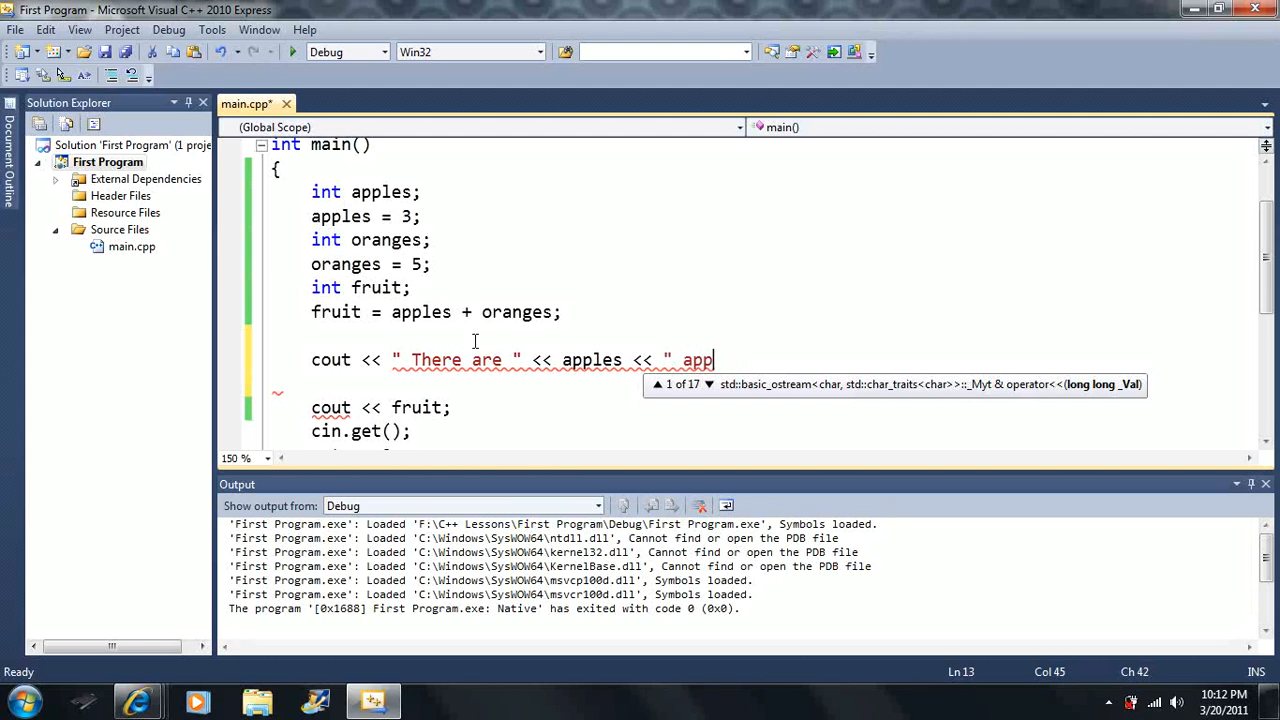 First Program - Microsoft Visual C++ 2010 Express
File Edit View Project Debug Tools Window Help
Debug Win32
Solution Explorer
main.cpp*
Document Outline
(Global Scope) main()
Solution 'First Program' (1 proje
First Program
External Dependencies
Header Files
Resource Files
Source Files
main.cpp
int main()
{
int apples;
apples = 3;
int oranges;
oranges = 5;
int fruit;
fruit = apples + oranges;
cout << " There are " << apples << " app
1 of 17 std::basic_ostream<char, std::char_traits<char>>::_Myt & operator<<(long long _Val)
cout << fruit;
cin.get();
150 %
Output
Show output from: Debug
'First Program.exe': Loaded 'F:\C++ Lessons\First Program\Debug\First Program.exe', Symbols loaded.
'First Program.exe': Loaded 'C:\Windows\SysWOW64\ntdll.dll', Cannot find or open the PDB file
'First Program.exe': Loaded 'C:\Windows\SysWOW64\kernel32.dll', Cannot find or open the PDB file
'First Program.exe': Loaded 'C:\Windows\SysWOW64\KernelBase.dll', Cannot find or open the PDB file
'First Program.exe': Loaded 'C:\Windows\SysWOW64\msvcp100d.dll', Symbols loaded.
'First Program.exe': Loaded 'C:\Windows\SysWOW64\msvcr100d.dll', Symbols loaded.
The program '[0x1688] First Program.exe: Native' has exited with code 0 (0x0).
Ready Ln 13 Col 45 Ch 42 INS
10:12 PM
3/20/2011